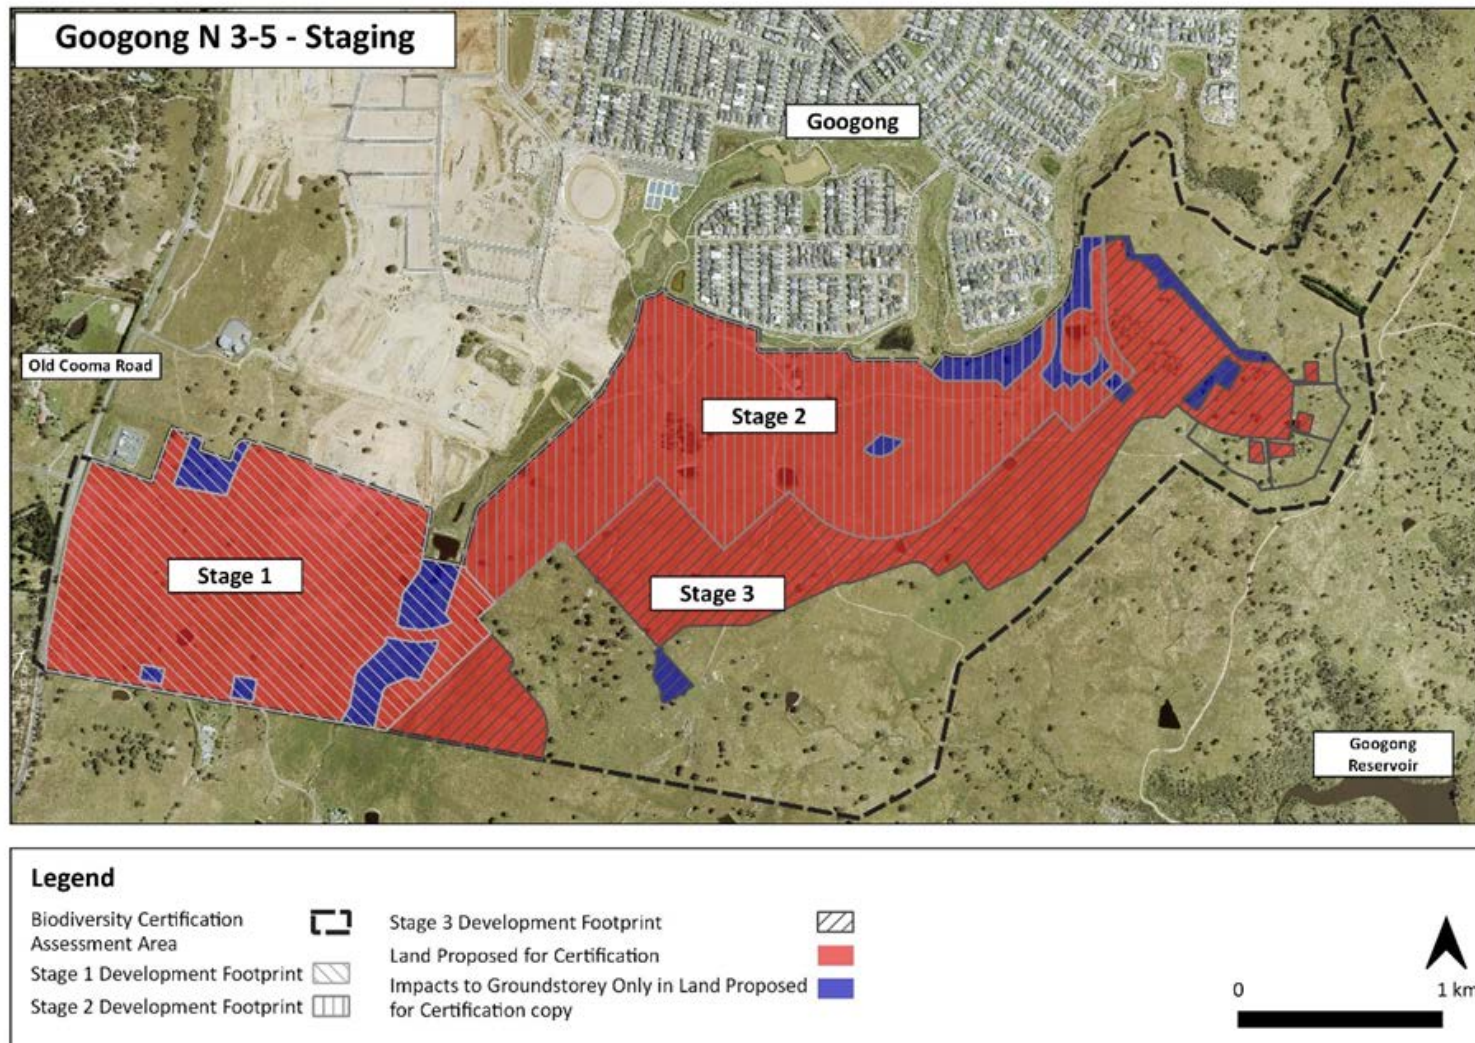 Googong N 3-5 - Staging
Googong
Old Cooma Road
Stage 2
Stage 1
Stage 3
Googong
Reservoir
Legend
Biodiversity Certification
Assessment Area
Stage 1 Development Footprint
Stage 2 Development Footprint
Stage 3 Development Footprint
Land Proposed for Certification
Impacts to Groundstorey Only in Land Proposed
for Certification copy
0 1 km